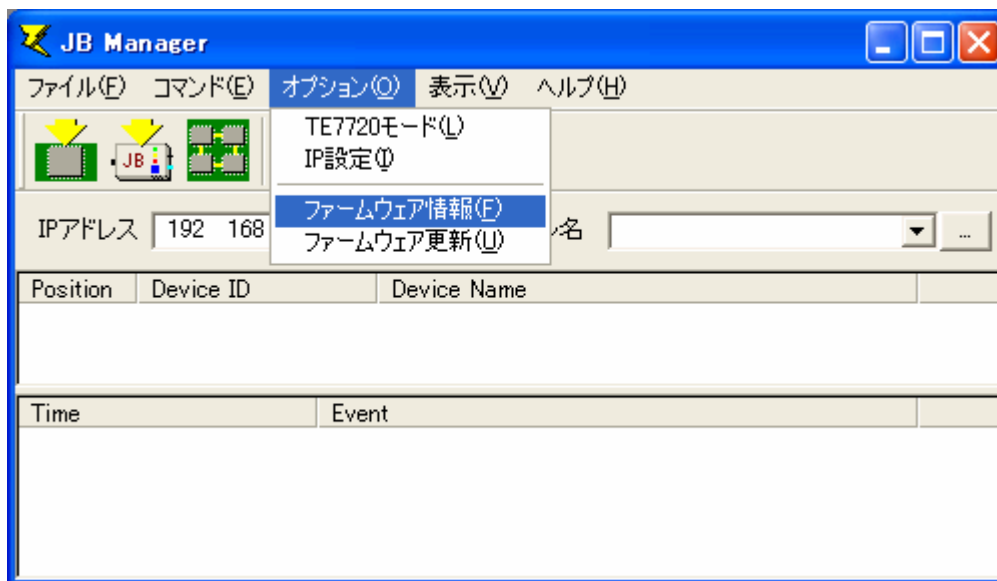 JB Manager
ファイル(F) コマンド(E) オプション(O) 表示(V) ヘルプ(H)
TE7720モード(L)
IP設定(I)
JB
ファームウェア情報(F)
IPアドレス 192 168 ル名 ...
ファームウェア更新(U)
Position Device ID Device Name
Time Event